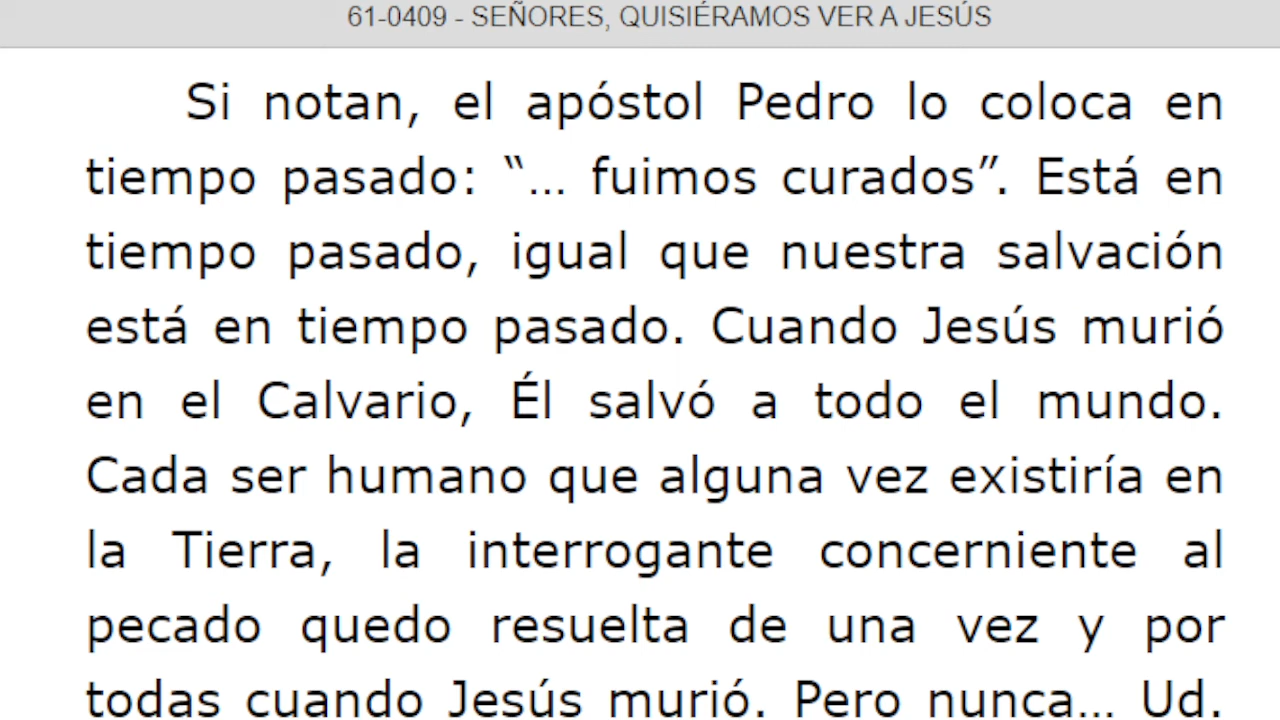 61-0409 - SEÑORES, QUISIÉRAMOS VER A JESÚS
Si notan, el apóstol Pedro lo coloca en
tiempo pasado: “... fuimos curados”. Está en
tiempo pasado, igual que nuestra salvación
está en tiempo pasado. Cuando Jesús murió
en el Calvario, Él salvó a todo el mundo.
Cada ser humano que alguna vez existiría en
la Tierra, la interrogante concerniente al
pecado quedo resuelta de una vez y por
todas cuando Jesús murió. Pero nunca... Ud.